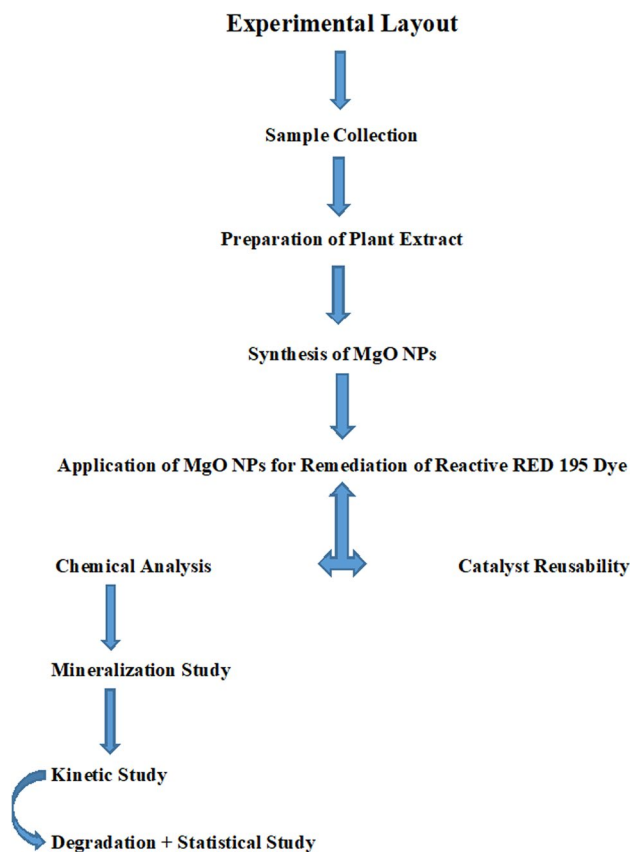 Experimental Layout
Sample Collection
Preparation of Plant Extract
Synthesis of MgO NPs
Application of MgO NPs for Remediation of Reactive RED 195 Dye
Chemical Analysis
Catalyst Reusability
Mineralization Study
Kinetic Study
Degradation + Statistical Study